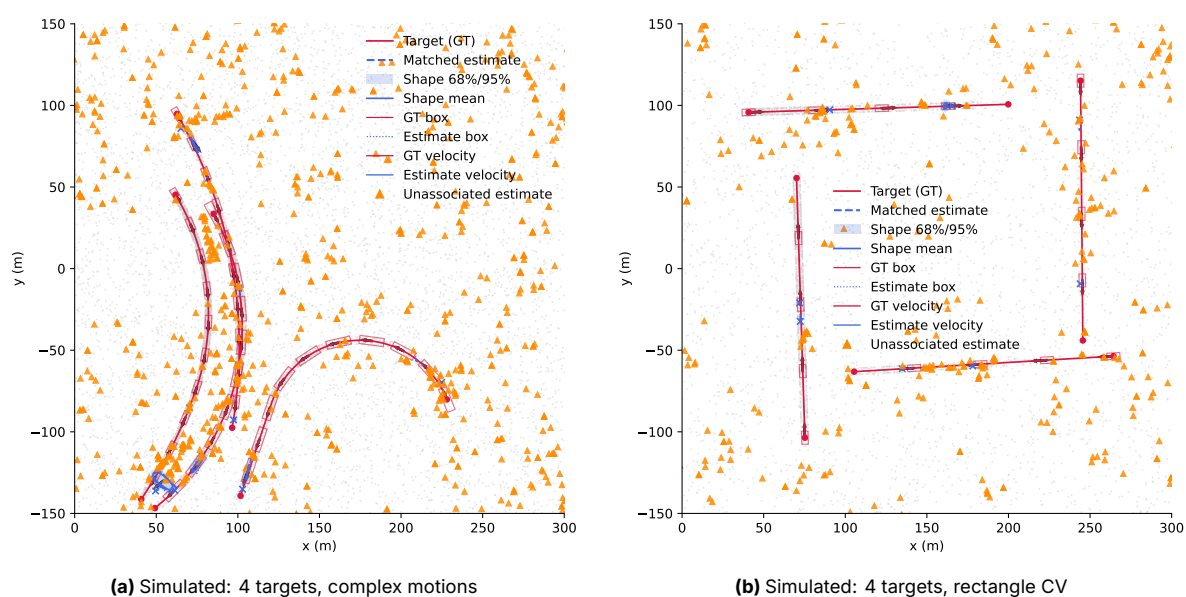 150
100
50
0
−50
−100
−150
y (m)
0
50
100
150
200
250
300
x (m)
Target (GT)
Matched estimate
Shape 68%/95%
Shape mean
GT box
Estimate box
GT velocity
Estimate velocity
Unassociated estimate
(a) Simulated: 4 targets, complex motions
150
100
50
0
−50
−100
−150
y (m)
0
50
100
150
200
250
300
x (m)
Target (GT)
Matched estimate
Shape 68%/95%
Shape mean
GT box
Estimate box
GT velocity
Estimate velocity
Unassociated estimate
(b) Simulated: 4 targets, rectangle CV